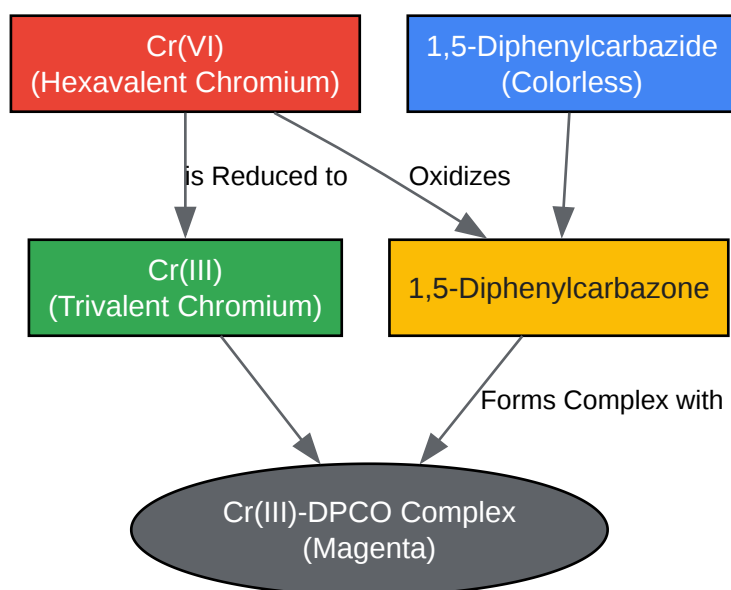 Cr(VI)
(Hexavalent Chromium)
1,5-Diphenylcarbazide
(Colorless)
is Reduced to
Oxidizes
Cr(III)
(Trivalent Chromium)
1,5-Diphenylcarbazone
Forms Complex with
Cr(III)-DPCO Complex
(Magenta)